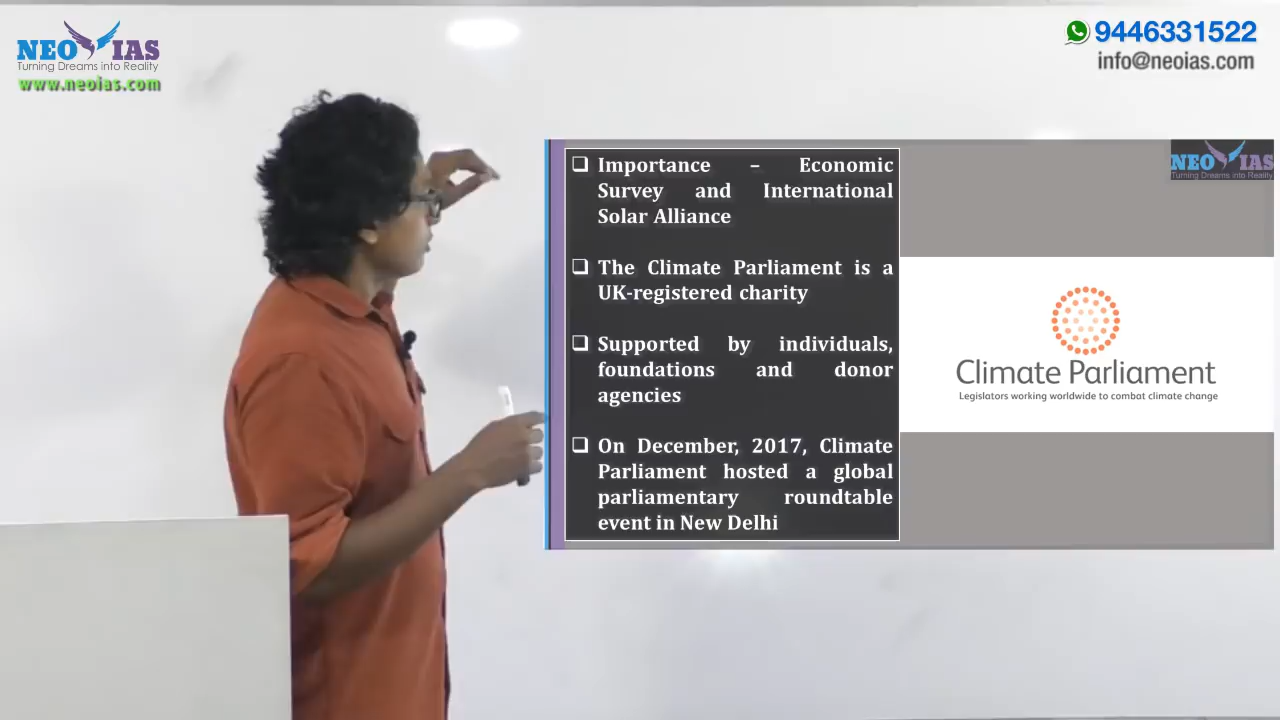 NEO IAS
Turning Dreams into Reality
www.neoias.com
9446331522
info@neoias.com
❑ Importance – Economic
Survey and International
Solar Alliance
❑ The Climate Parliament is a
UK-registered charity
❑ Supported by individuals,
foundations and donor
agencies
❑ On December, 2017, Climate
Parliament hosted a global
parliamentary roundtable
event in New Delhi
NEO IAS
Turning Dreams into Reality
Climate Parliament
Legislators working worldwide to combat climate change